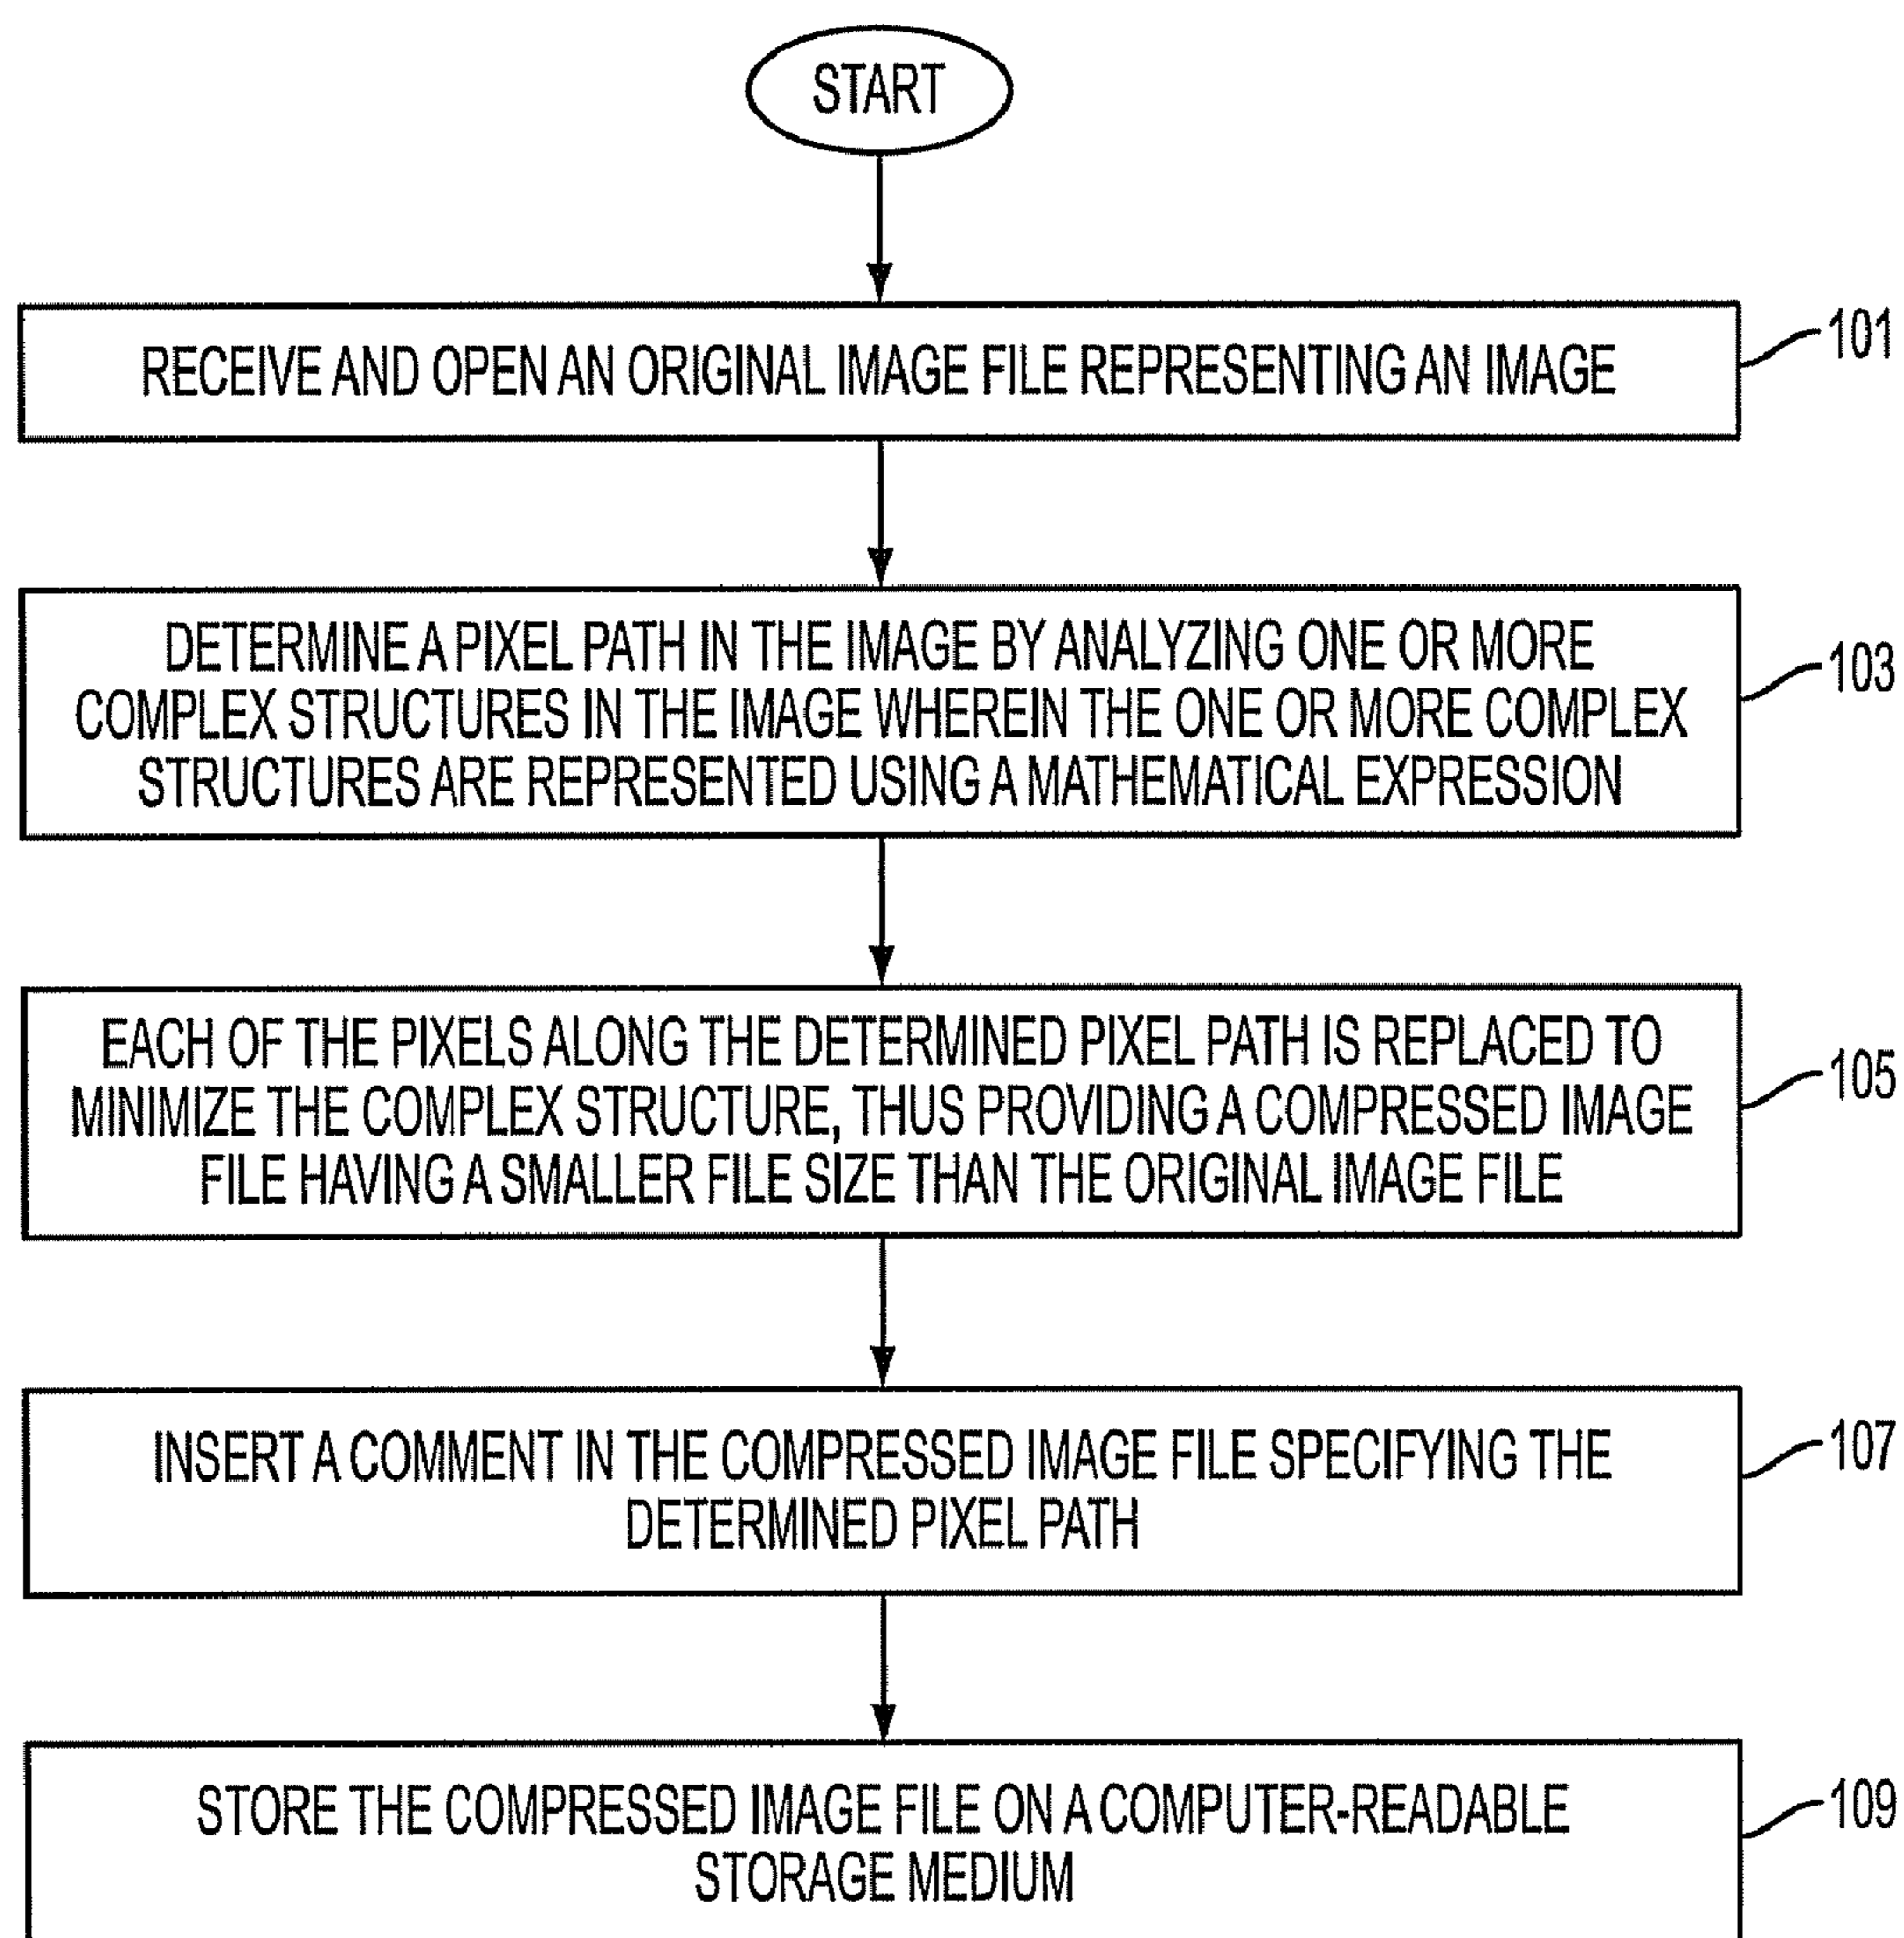 START
RECEIVE AND OPEN AN ORIGINAL IMAGE FILE REPRESENTING AN IMAGE
101
DETERMINE A PIXEL PATH IN THE IMAGE BY ANALYZING ONE OR MORE
COMPLEX STRUCTURES IN THE IMAGE WHEREIN THE ONE OR MORE COMPLEX
STRUCTURES ARE REPRESENTED USING A MATHEMATICAL EXPRESSION
103
EACH OF THE PIXELS ALONG THE DETERMINED PIXEL PATH IS REPLACED TO
MINIMIZE THE COMPLEX STRUCTURE, THUS PROVIDING A COMPRESSED IMAGE
FILE HAVING A SMALLER FILE SIZE THAN THE ORIGINAL IMAGE FILE
105
INSERT A COMMENT IN THE COMPRESSED IMAGE FILE SPECIFYING THE
DETERMINED PIXEL PATH
107
STORE THE COMPRESSED IMAGE FILE ON A COMPUTER-READABLE
STORAGE MEDIUM
109